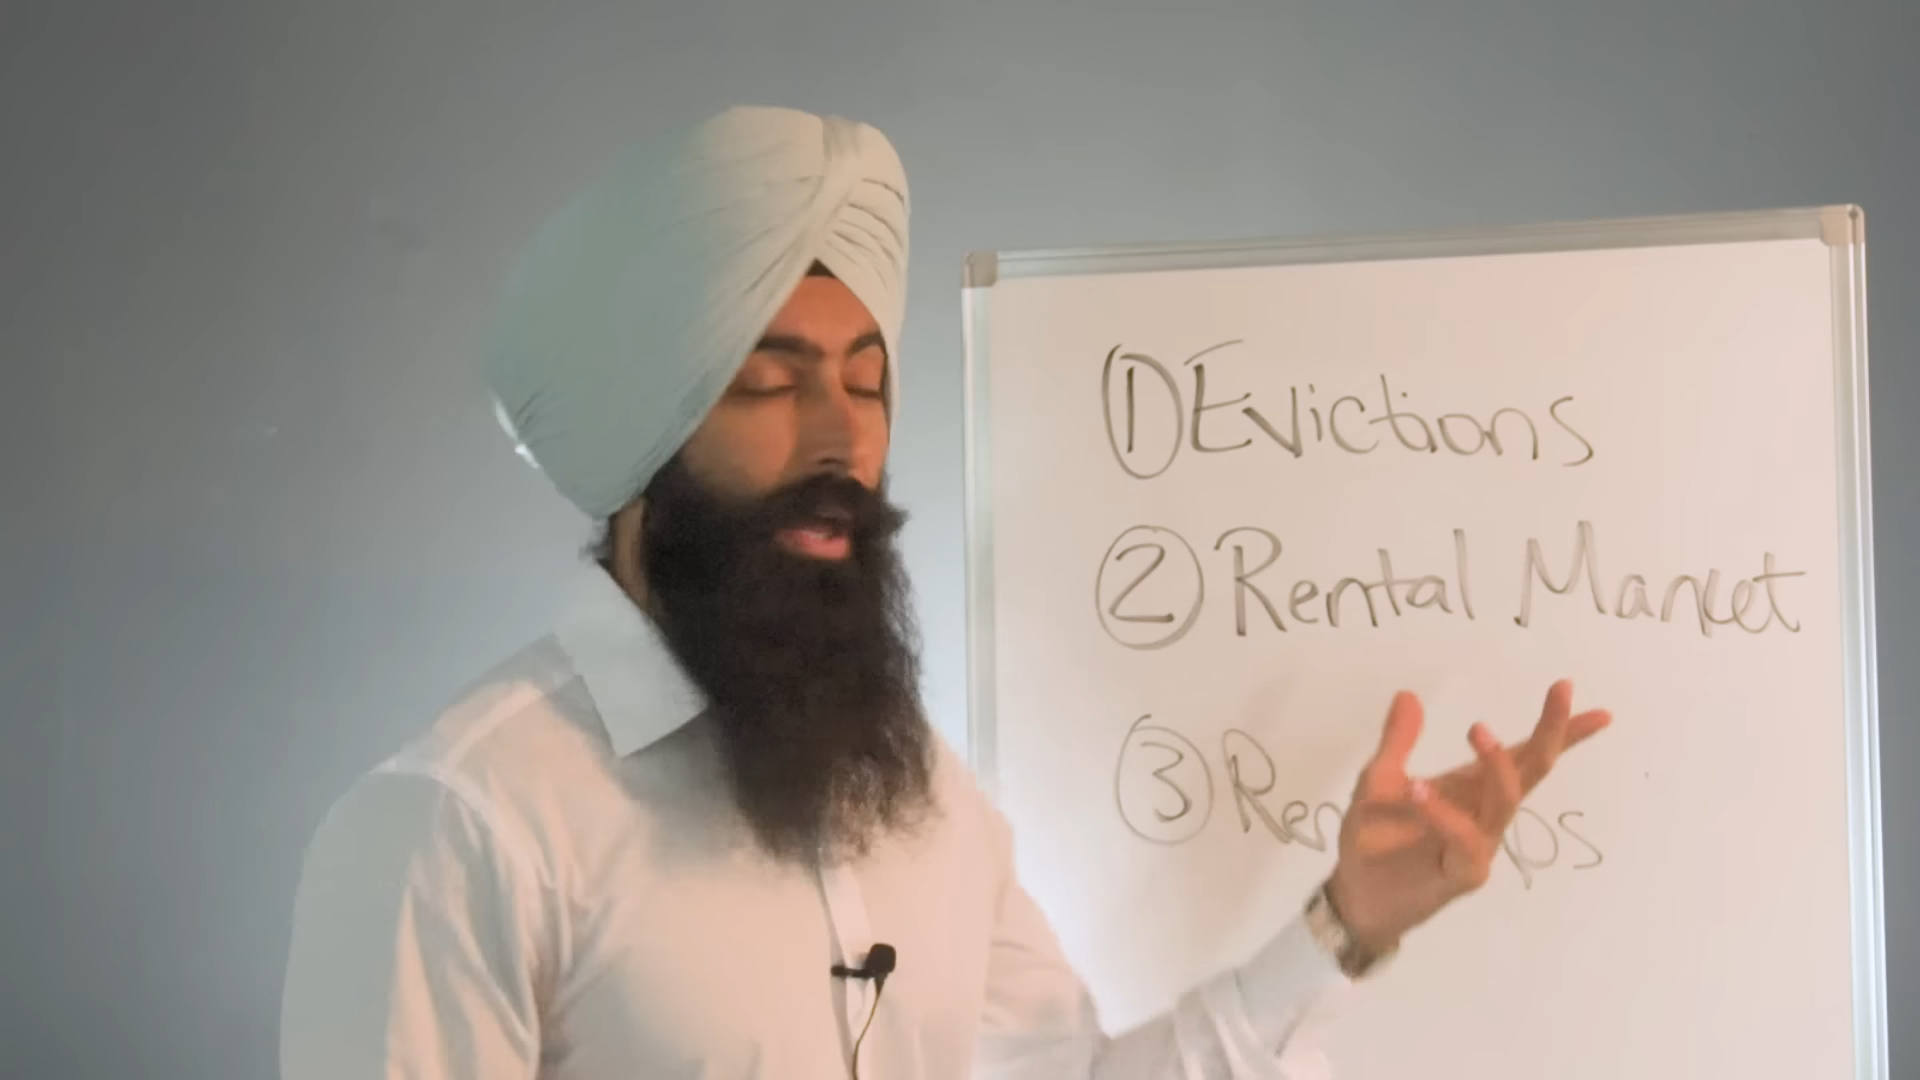 ① Evictions
② Rental Market
③